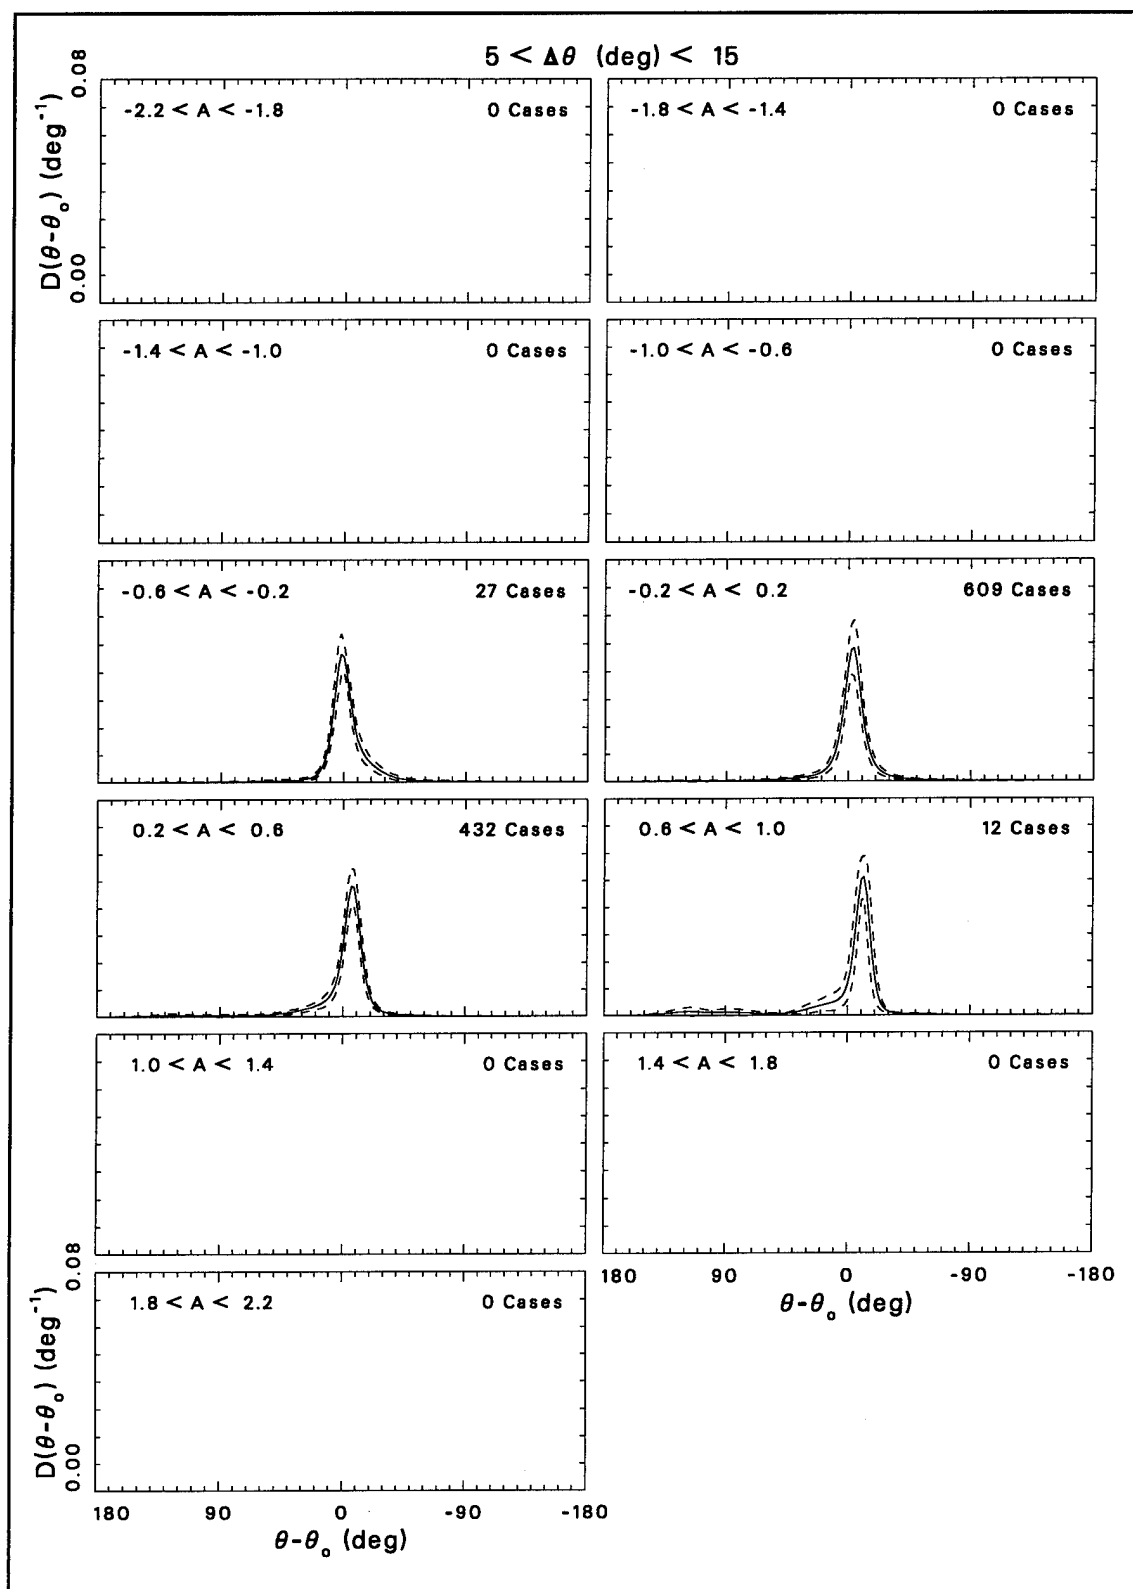 5 < Δθ (deg) < 15
0.08
D(θ-θo) (deg⁻¹)
0.00
-2.2 < A < -1.8
0 Cases
-1.8 < A < -1.4
0 Cases
-1.4 < A < -1.0
0 Cases
-1.0 < A < -0.6
0 Cases
-0.6 < A < -0.2
27 Cases
-0.2 < A < 0.2
609 Cases
0.2 < A < 0.6
432 Cases
0.6 < A < 1.0
12 Cases
1.0 < A < 1.4
0 Cases
1.4 < A < 1.8
0 Cases
180 90 0 -90 -180
θ-θo (deg)
0.08
D(θ-θo) (deg⁻¹)
0.00
1.8 < A < 2.2
0 Cases
180 90 0 -90 -180
θ-θo (deg)